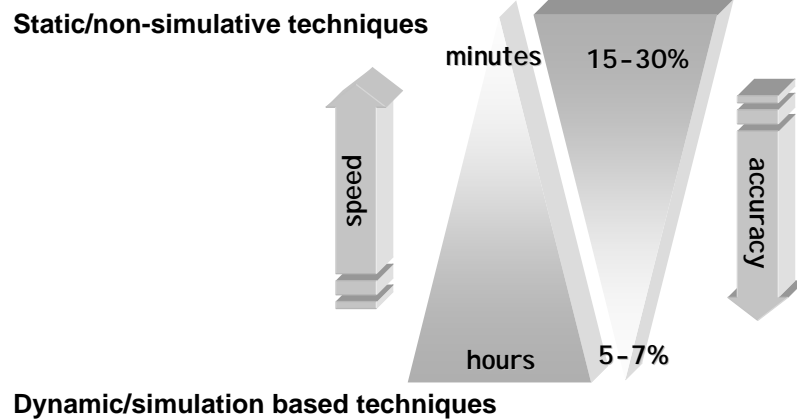 Static/non-simulative techniques
minutes
15-30%
speed
accuracy
hours
5-7%
Dynamic/simulation based techniques